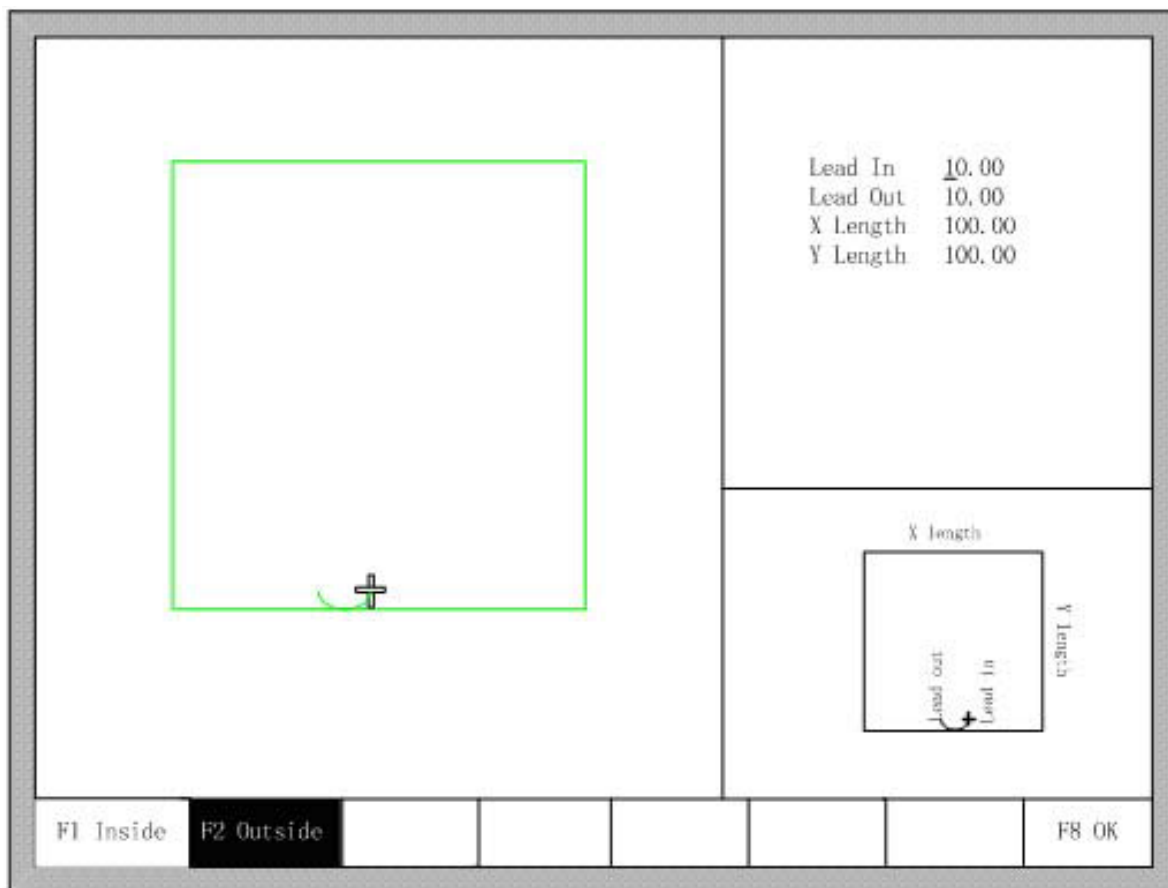 Lead In 10.00
Lead Out 10.00
X Length 100.00
Y Length 100.00
X length
Y length
Lead out
Lead in
F1 Inside
F2 Outside
F8 OK